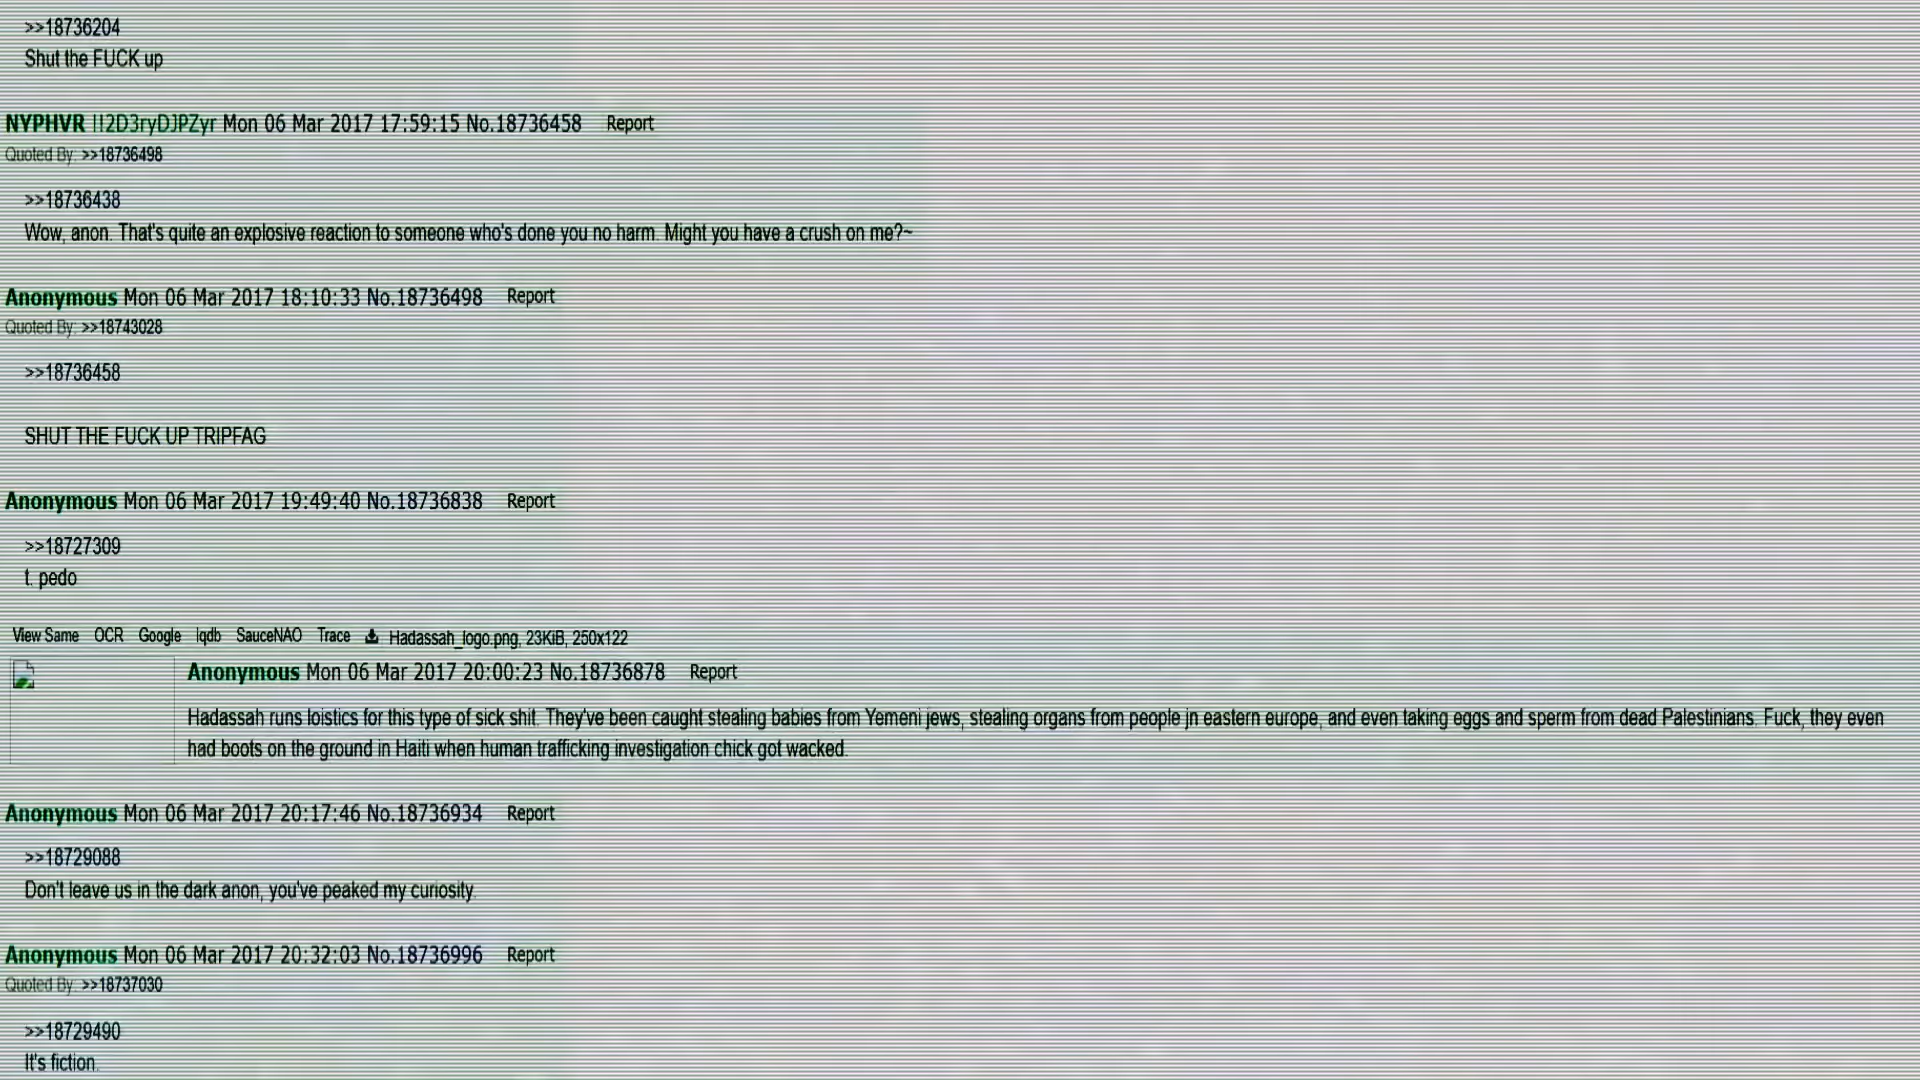 >>18736204
Shut the FUCK up
NYPHVR !!2D3ryDJPZyr Mon 06 Mar 2017 17:59:15 No.18736458 Report
Quoted By: >>18736498
>>18736438
Wow, anon. That's quite an explosive reaction to someone who's done you no harm. Might you have a crush on me?~
Anonymous Mon 06 Mar 2017 18:10:33 No.18736498 Report
Quoted By: >>18743028
>>18736458
SHUT THE FUCK UP TRIPFAG
Anonymous Mon 06 Mar 2017 19:49:40 No.18736838 Report
>>18727309
t. pedo
View Same OCR Google iqdb SauceNAO Trace Hadassah_logo.png, 23KiB, 250x122
Anonymous Mon 06 Mar 2017 20:00:23 No.18736878 Report
Hadassah runs loistics for this type of sick shit. They've been caught stealing babies from Yemeni jews, stealing organs from people jn eastern europe, and even taking eggs and sperm from dead Palestinians. Fuck, they even
had boots on the ground in Haiti when human trafficking investigation chick got wacked.
Anonymous Mon 06 Mar 2017 20:17:46 No.18736934 Report
>>18729088
Don't leave us in the dark anon, you've peaked my curiosity.
Anonymous Mon 06 Mar 2017 20:32:03 No.18736996 Report
Quoted By: >>18737030
>>18729490
It's fiction.